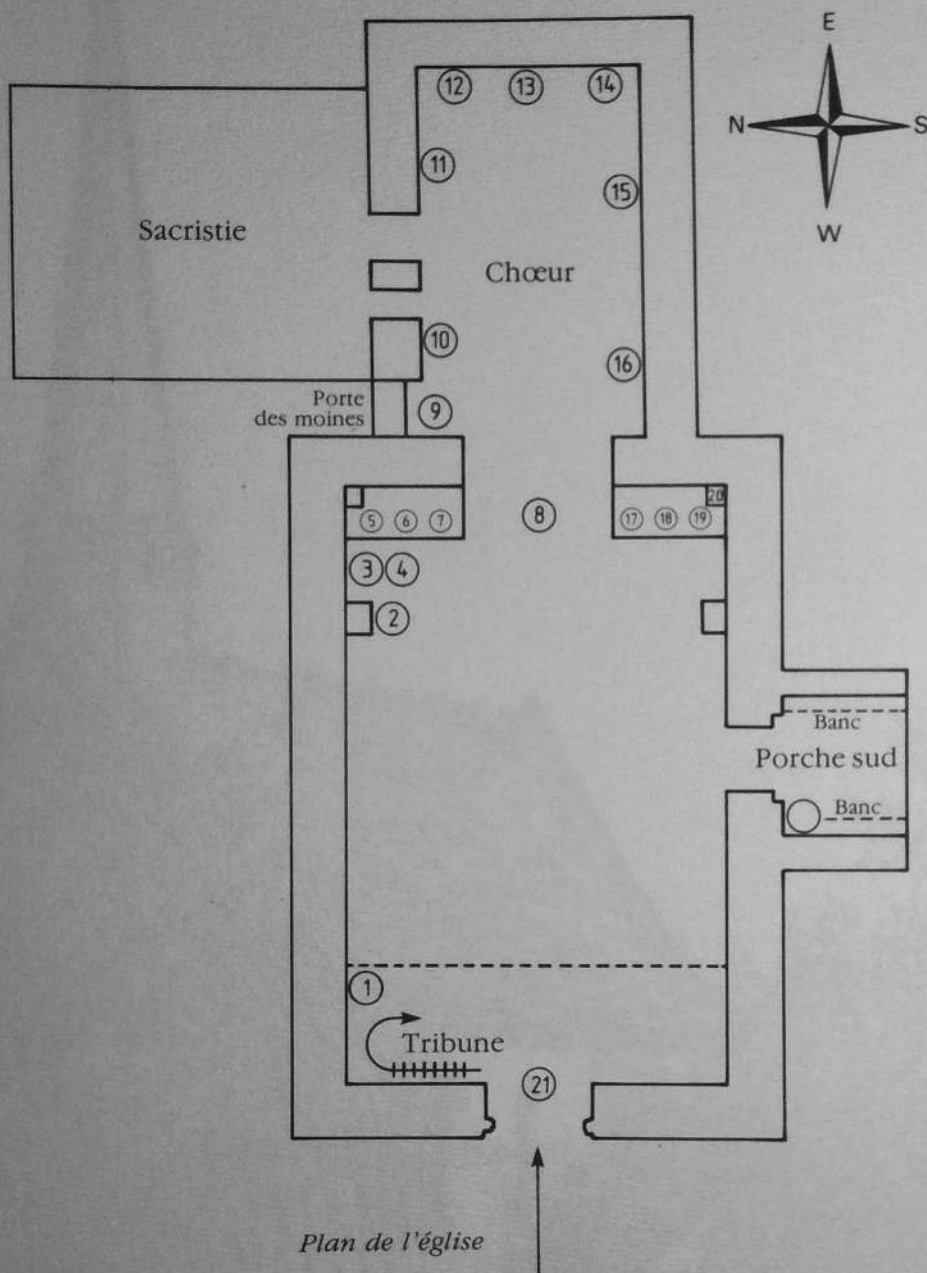 E
12 13 14
N S
11
15
Sacristie
W
Chœur
10
16
Porte
des moines
9
20
5 6 7
8
17 18 19
3 4
2
Banc
Porche sud
Banc
1
Tribune
21
Plan de l'église